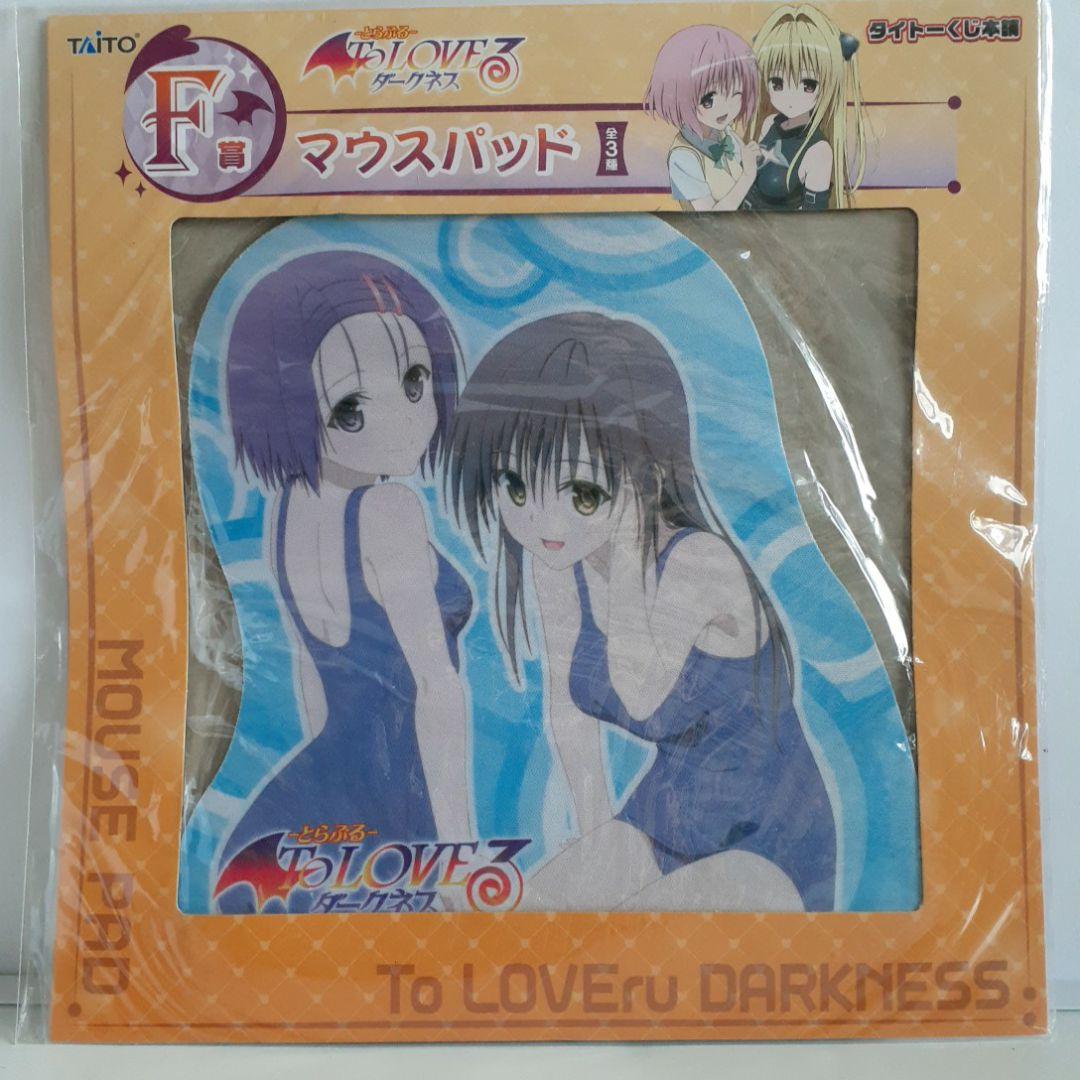 TAITO
F賞
-とらぶる-
To LOVEる
ダークネス
マウスパッド
全3種
タイトーくじ本舗
-とらぶる-
To LOVEる
ダークネス
MOUSE PAD
To LOVEru DARKNESS